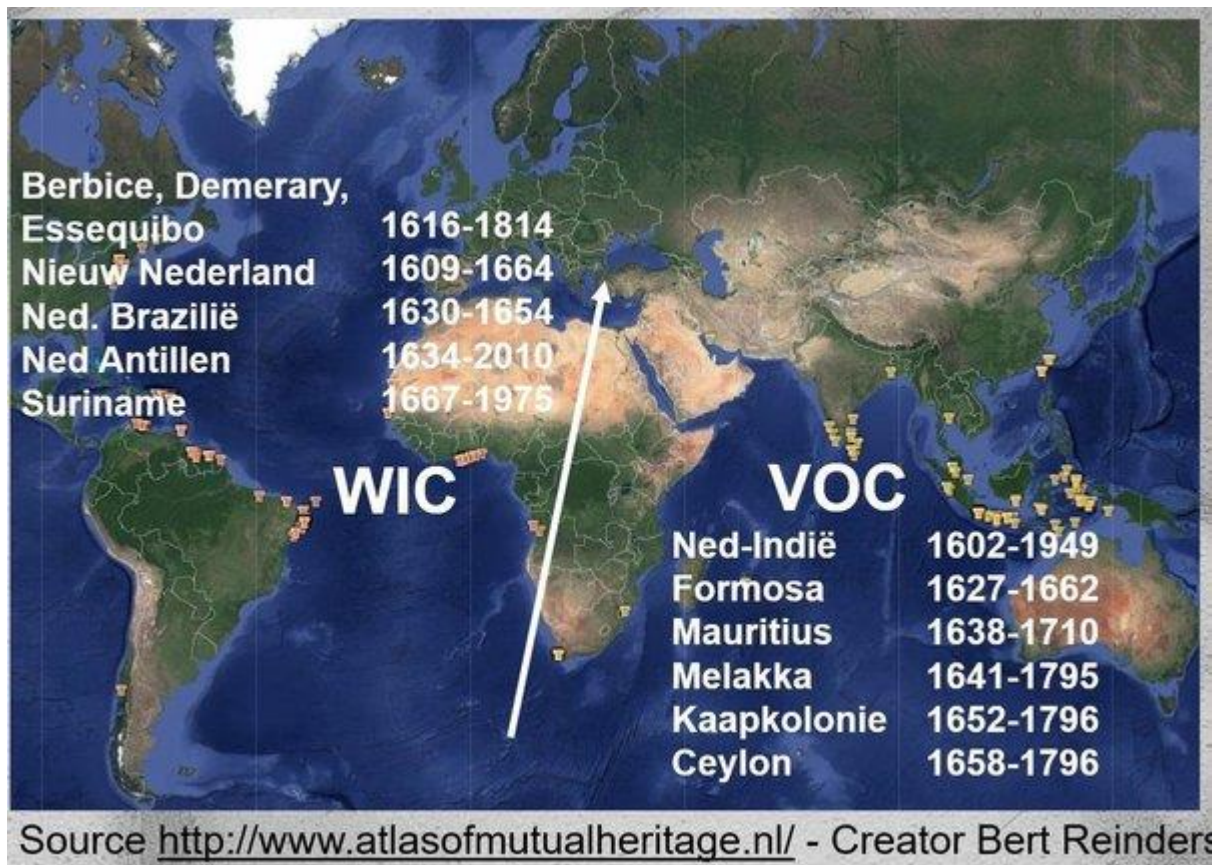 Berbice, Demerary,
Essequibo 1616-1814
Nieuw Nederland 1609-1664
Ned. Brazilië 1630-1654
Ned Antillen 1634-2010
Suriname 1667-1975
WIC
VOC
Ned-Indië 1602-1949
Formosa 1627-1662
Mauritius 1638-1710
Melakka 1641-1795
Kaapkolonie 1652-1796
Ceylon 1658-1796
Source http://www.atlasofmutualheritage.nl/ - Creator Bert Reinders